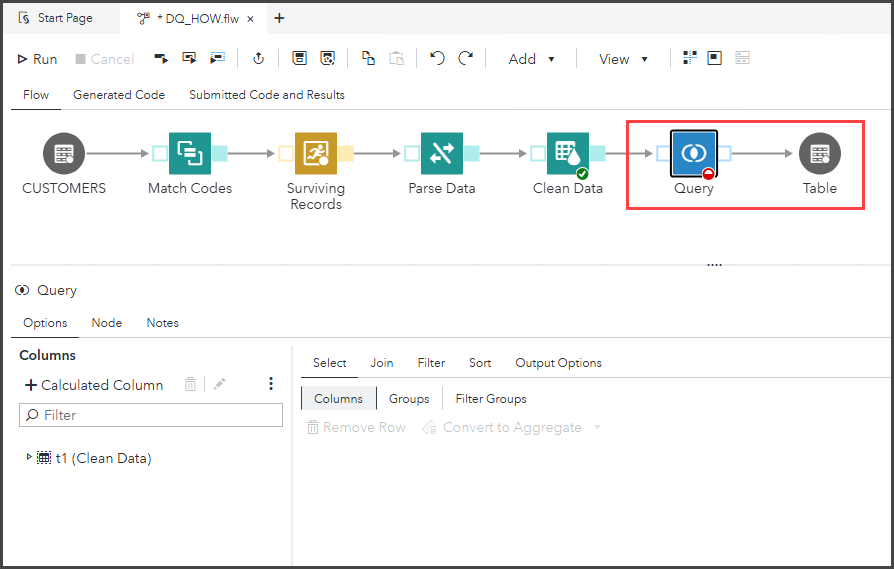 Start Page
* DQ_HOW.flw
Run Cancel Add View
Flow Generated Code Submitted Code and Results
CUSTOMERS Match Codes Surviving Records Parse Data Clean Data Query Table
Query
Options Node Notes
Columns
Calculated Column
Filter
t1 (Clean Data)
Select Join Filter Sort Output Options
Columns Groups Filter Groups
Remove Row Convert to Aggregate